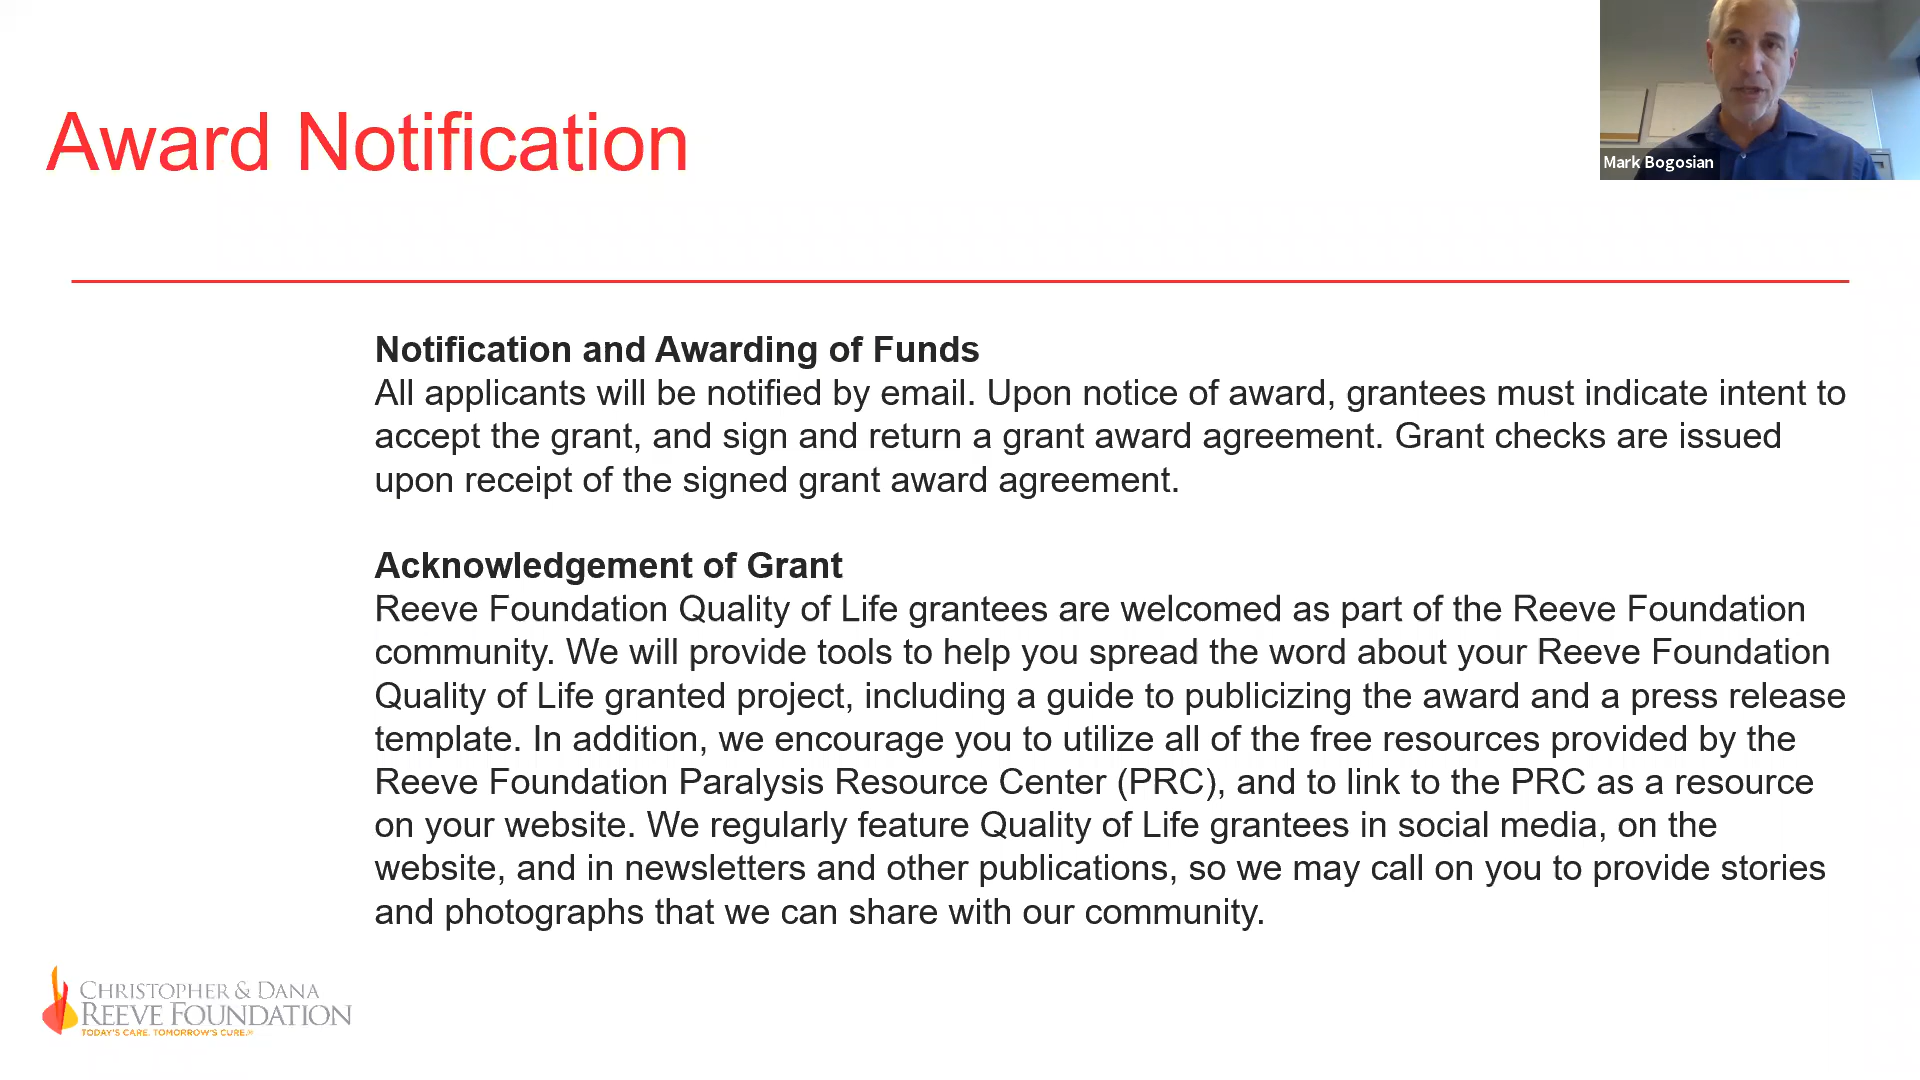 Award Notification
Mark Bogosian
Notification and Awarding of Funds
All applicants will be notified by email. Upon notice of award, grantees must indicate intent to
accept the grant, and sign and return a grant award agreement. Grant checks are issued
upon receipt of the signed grant award agreement.
Acknowledgement of Grant
Reeve Foundation Quality of Life grantees are welcomed as part of the Reeve Foundation
community. We will provide tools to help you spread the word about your Reeve Foundation
Quality of Life granted project, including a guide to publicizing the award and a press release
template. In addition, we encourage you to utilize all of the free resources provided by the
Reeve Foundation Paralysis Resource Center (PRC), and to link to the PRC as a resource
on your website. We regularly feature Quality of Life grantees in social media, on the
website, and in newsletters and other publications, so we may call on you to provide stories
and photographs that we can share with our community.
CHRISTOPHER & DANA
REEVE FOUNDATION
TODAY'S CARE. TOMORROW'S CURE.®